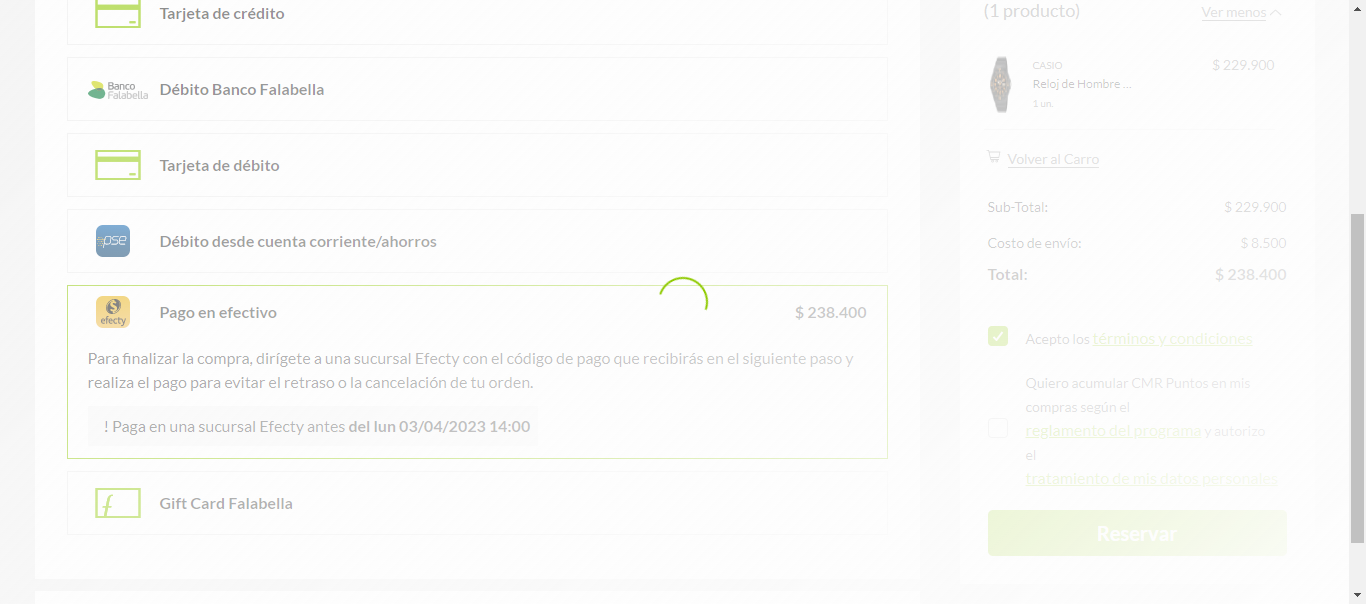 Tarjeta de crédito
Banco
Falabella
Débito Banco Falabella
Tarjeta de débito
pse
Débito desde cuenta corriente/ahorros
efecty
Pago en efectivo
$ 238.400
Para finalizar la compra, dirígete a una sucursal Efecty con el código de pago que recibirás en el siguiente paso y
realiza el pago para evitar el retraso o la cancelación de tu orden.
! Paga en una sucursal Efecty antes del lun 03/04/2023 14:00
Gift Card Falabella
(1 producto)
Ver menos
CASIO
$ 229.900
Reloj de Hombre ...
1 un.
Volver al Carro
Sub-Total:
$ 229.900
Costo de envío:
$ 8.500
Total:
$ 238.400
Acepto los términos y condiciones
Quiero acumular CMR Puntos en mis
compras según el
reglamento del programa y autorizo
el
tratamiento de mis datos personales
Reservar